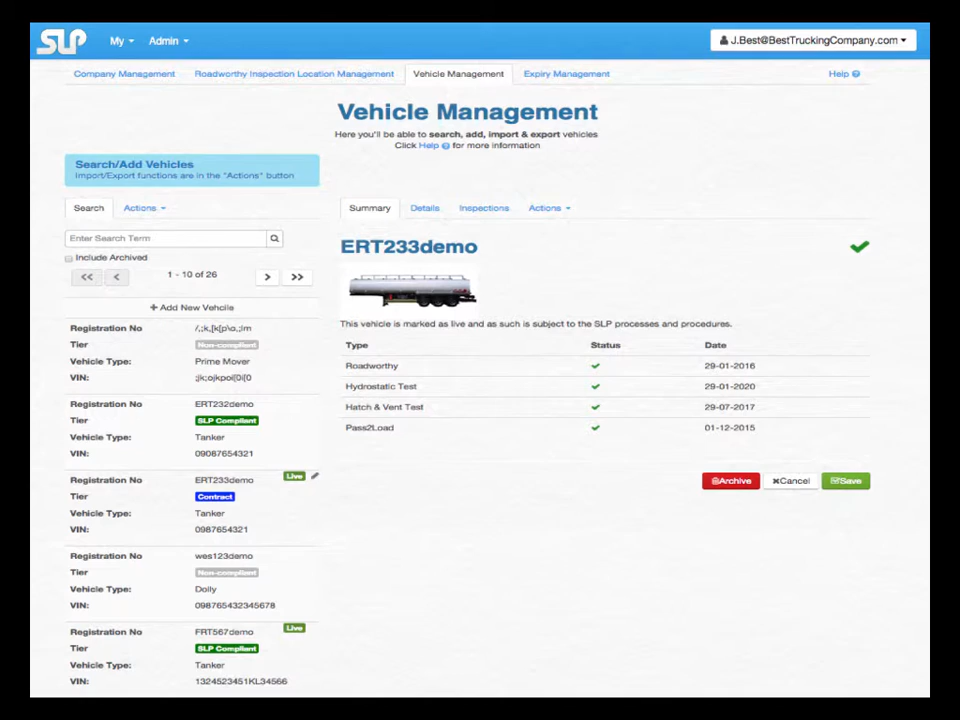 SLP My Admin J.Best@BestTruckingCompany.com
Company Management Roadworthy Inspection Location Management Vehicle Management Expiry Management Help
Vehicle Management
Here you'll be able to search, add, import & export vehicles
Click Help for more information
Search/Add Vehicles
Import/Export functions are in the "Actions" button
Search Actions
Enter Search Term
Include Archived
<< < 1 - 10 of 26 > >>
+ Add New Vehcile
Registration No /,;k,[k[p\o,;lm
Tier Non-compliant
Vehicle Type: Prime Mover
VIN: ;jk;ojkpoi[0i[0
Registration No ERT232demo
Tier SLP Compliant
Vehicle Type: Tanker
VIN: 09087654321
Registration No ERT233demo Live
Tier Contract
Vehicle Type: Tanker
VIN: 0987654321
Registration No wes123demo
Tier Non-compliant
Vehicle Type: Dolly
VIN: 098765432345678
Registration No FRT567demo Live
Tier SLP Compliant
Vehicle Type: Tanker
VIN: 1324523451KL34566
Summary Details Inspections Actions
ERT233demo
This vehicle is marked as live and as such is subject to the SLP processes and procedures.
Type Status Date
Roadworthy 29-01-2016
Hydrostatic Test 29-01-2020
Hatch & Vent Test 29-07-2017
Pass2Load 01-12-2015
Archive Cancel Save